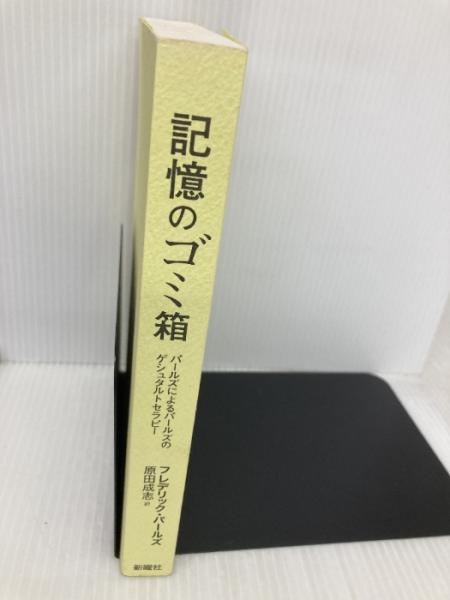 記憶のゴミ箱
パールズによるパールズの
ゲシュタルトセラピー
フレデリック・パールズ
原田成志 訳
新曜社